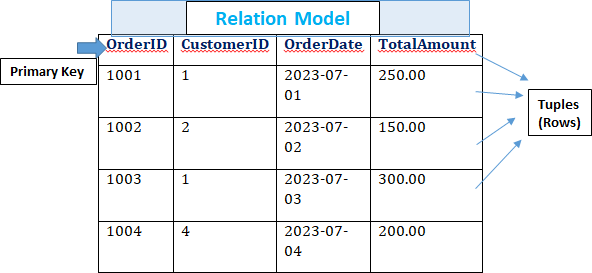 Relation Model
OrderID CustomerID OrderDate TotalAmount
Primary Key
1001 1 2023-07-01 250.00
Tuples
(Rows)
1002 2 2023-07-02 150.00
1003 1 2023-07-03 300.00
1004 4 2023-07-04 200.00